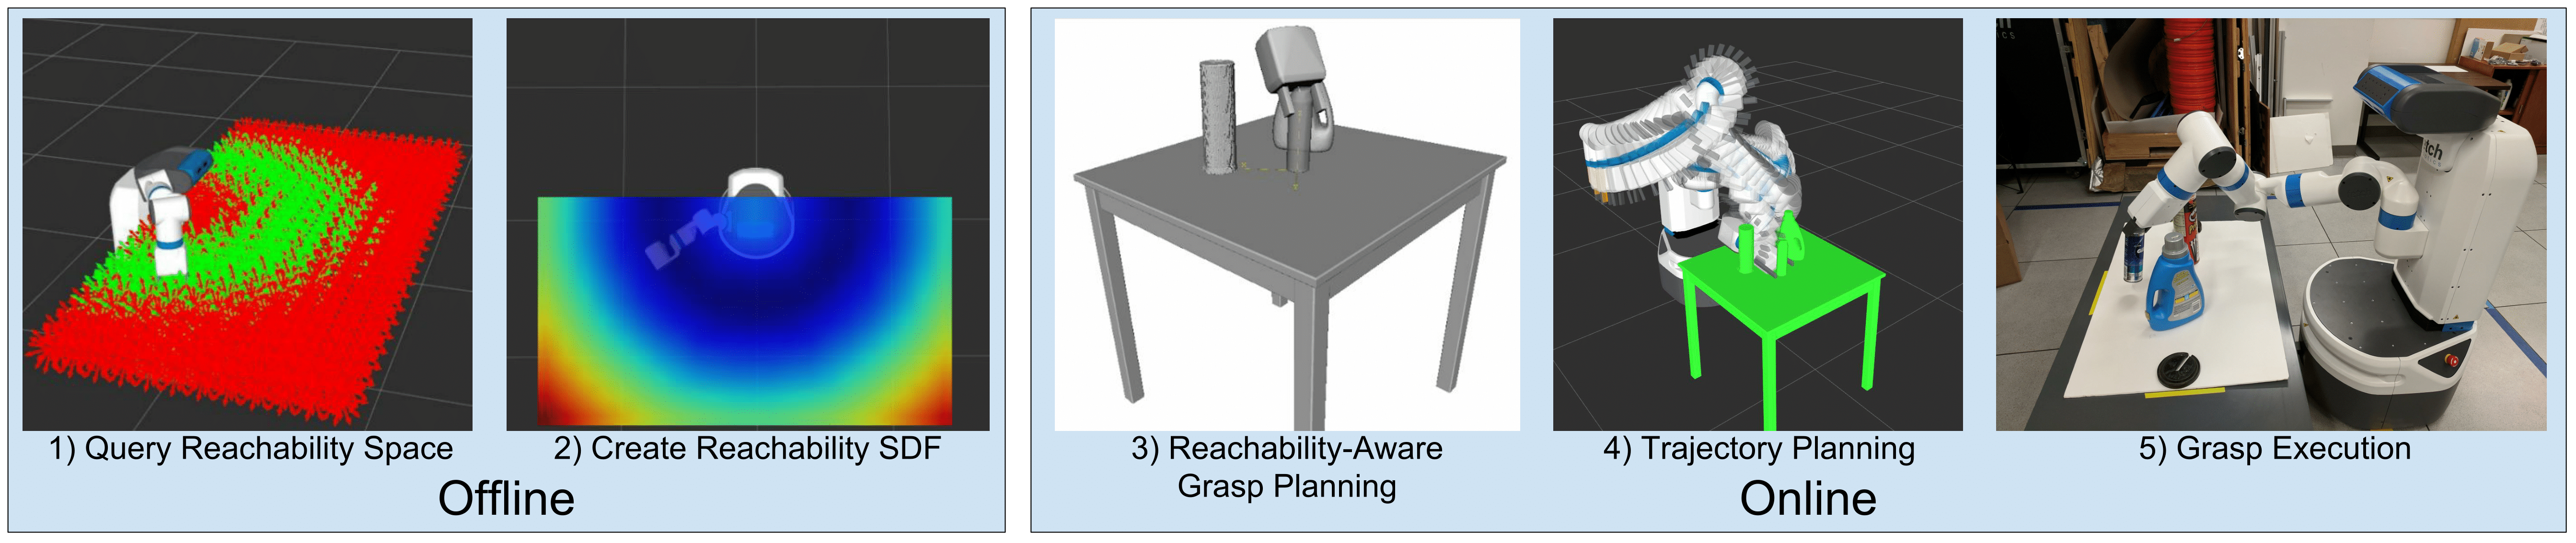 1) Query Reachability Space
2) Create Reachability SDF
Offline
3) Reachability-Aware
Grasp Planning
4) Trajectory Planning
5) Grasp Execution
Online
tch